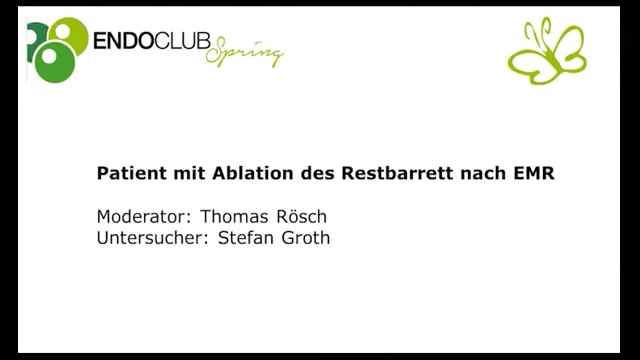 ENDOCLUB Spring
Patient mit Ablation des Restbarrett nach EMR
Moderator: Thomas Rösch
Untersucher: Stefan Groth